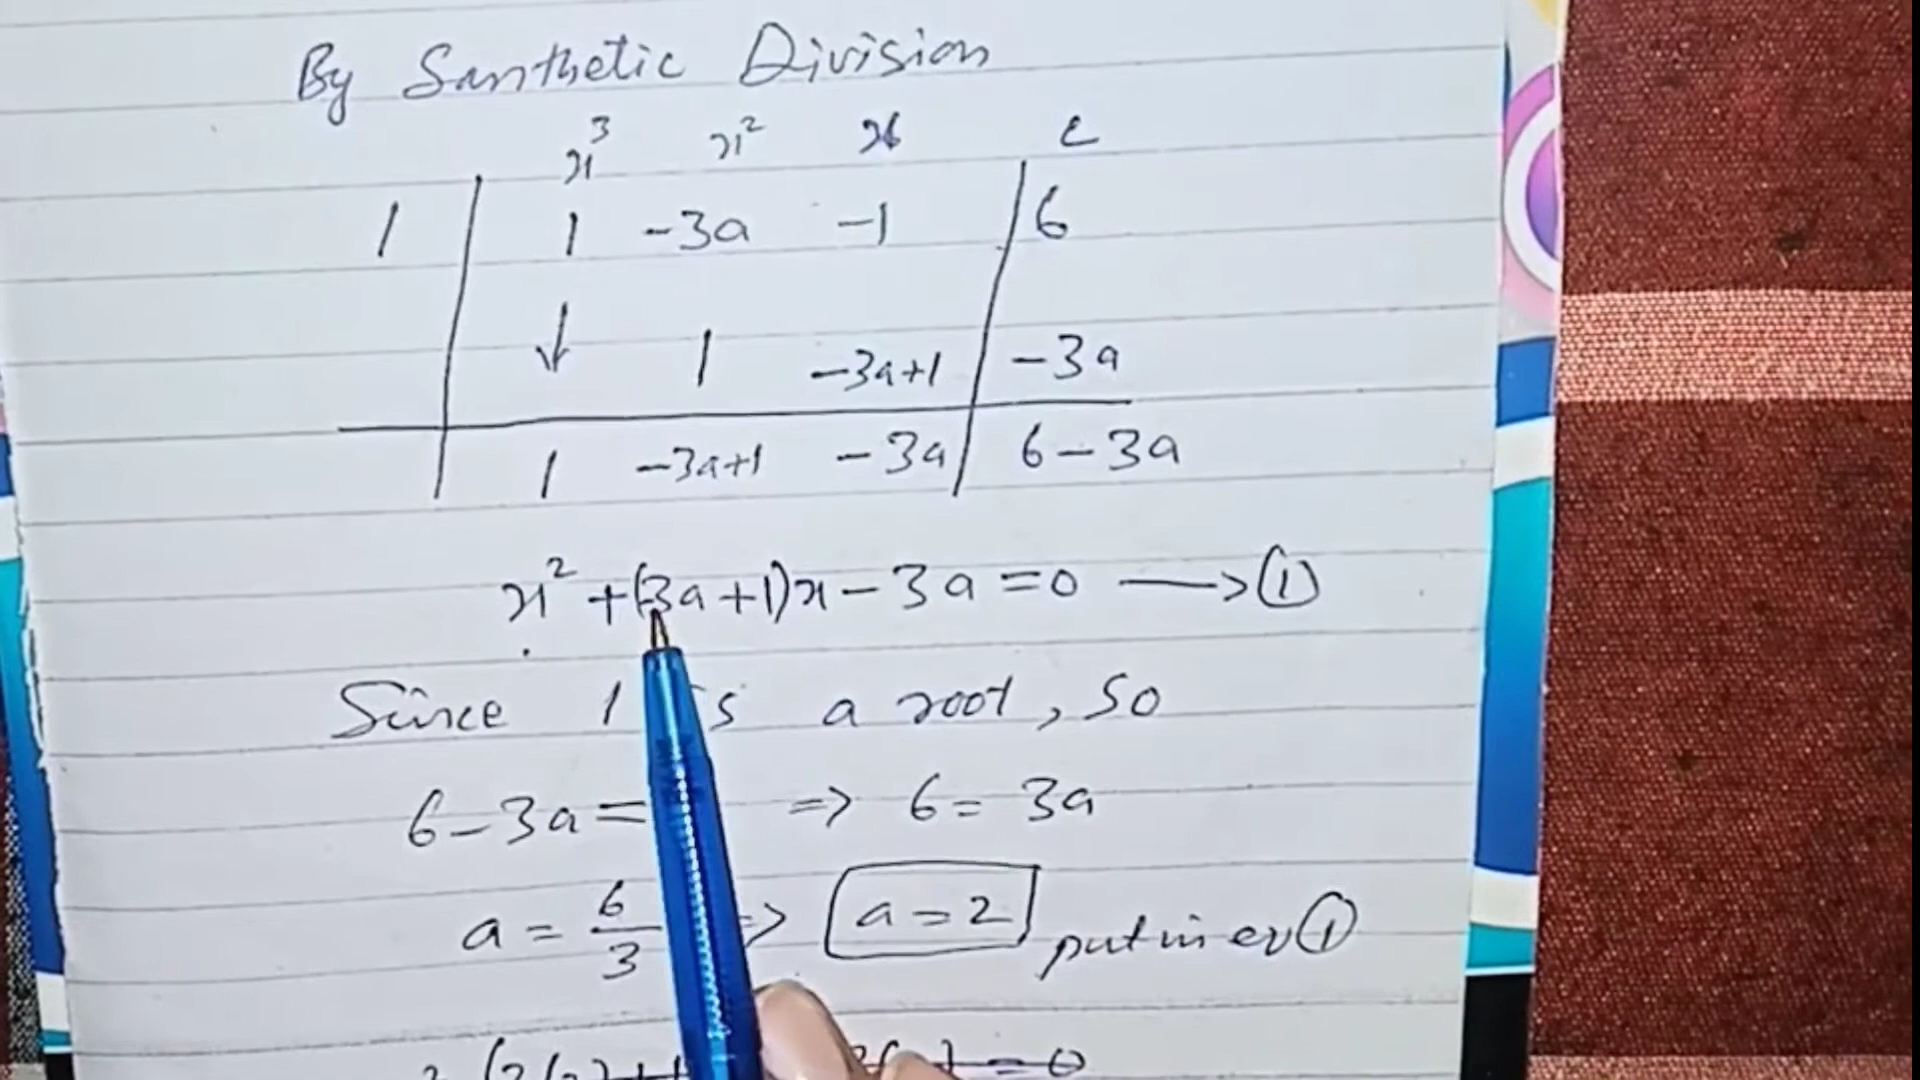 By Santhetic Division
x³ x² x c
1 1 -3a -1 6
↓ 1 -3a+1 -3a
1 -3a+1 -3a 6-3a
x² + (-3a+1)x - 3a = 0 → ①
Since 1 is a root, So
6-3a = => 6 = 3a
a = 6/3 => a = 2 put in eq ①
= 0